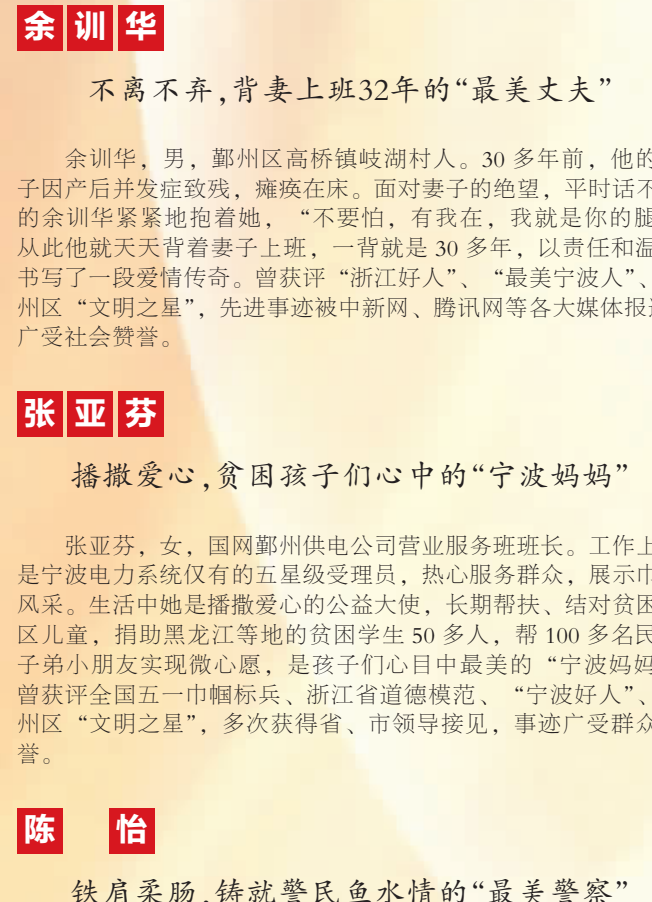 余训华
不离不弃,背妻上班32年的“最美丈夫”
余训华，男，鄞州区高桥镇岐湖村人。30 多年前，他的
子因产后并发症致残，瘫痪在床。面对妻子的绝望，平时话不
的余训华紧紧地抱着她，“不要怕，有我在，我就是你的腿
从此他就天天背着妻子上班，一背就是 30 多年，以责任和温
书写了一段爱情传奇。曾获评“浙江好人”、“最美宁波人”、
州区“文明之星”，先进事迹被中新网、腾讯网等各大媒体报道
广受社会赞誉。
张亚芬
播撒爱心,贫困孩子们心中的“宁波妈妈”
张亚芬，女，国网鄞州供电公司营业服务班班长。工作上
是宁波电力系统仅有的五星级受理员，热心服务群众，展示巾
风采。生活中她是播撒爱心的公益大使，长期帮扶、结对贫困
区儿童，捐助黑龙江等地的贫困学生 50 多人，帮 100 多名民
子弟小朋友实现微心愿，是孩子们心目中最美的“宁波妈妈
曾获评全国五一巾帼标兵、浙江省道德模范、“宁波好人”、
州区“文明之星”，多次获得省、市领导接见，事迹广受群众
誉。
陈怡
铁肩柔肠,铸就警民鱼水情的“最美警察”